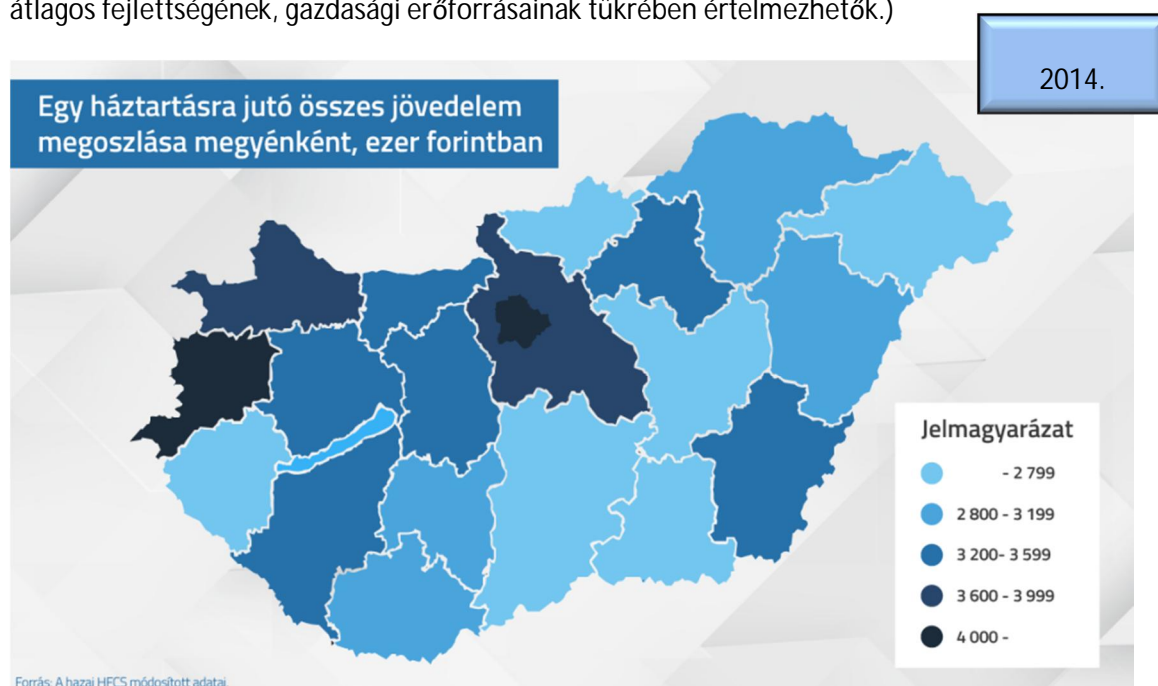 átlagos fejlettségének, gazdasági erőforrásainak tükrében értelmezhetők.)
2014.
Egy háztartásra jutó összes jövedelem
megoszlása megyénként, ezer forintban
Jelmagyarázat
- 2 799
2 800 - 3 199
3 200- 3 599
3 600 - 3 999
4 000 -
Forrás: A hazai HFCS módosított adatai.